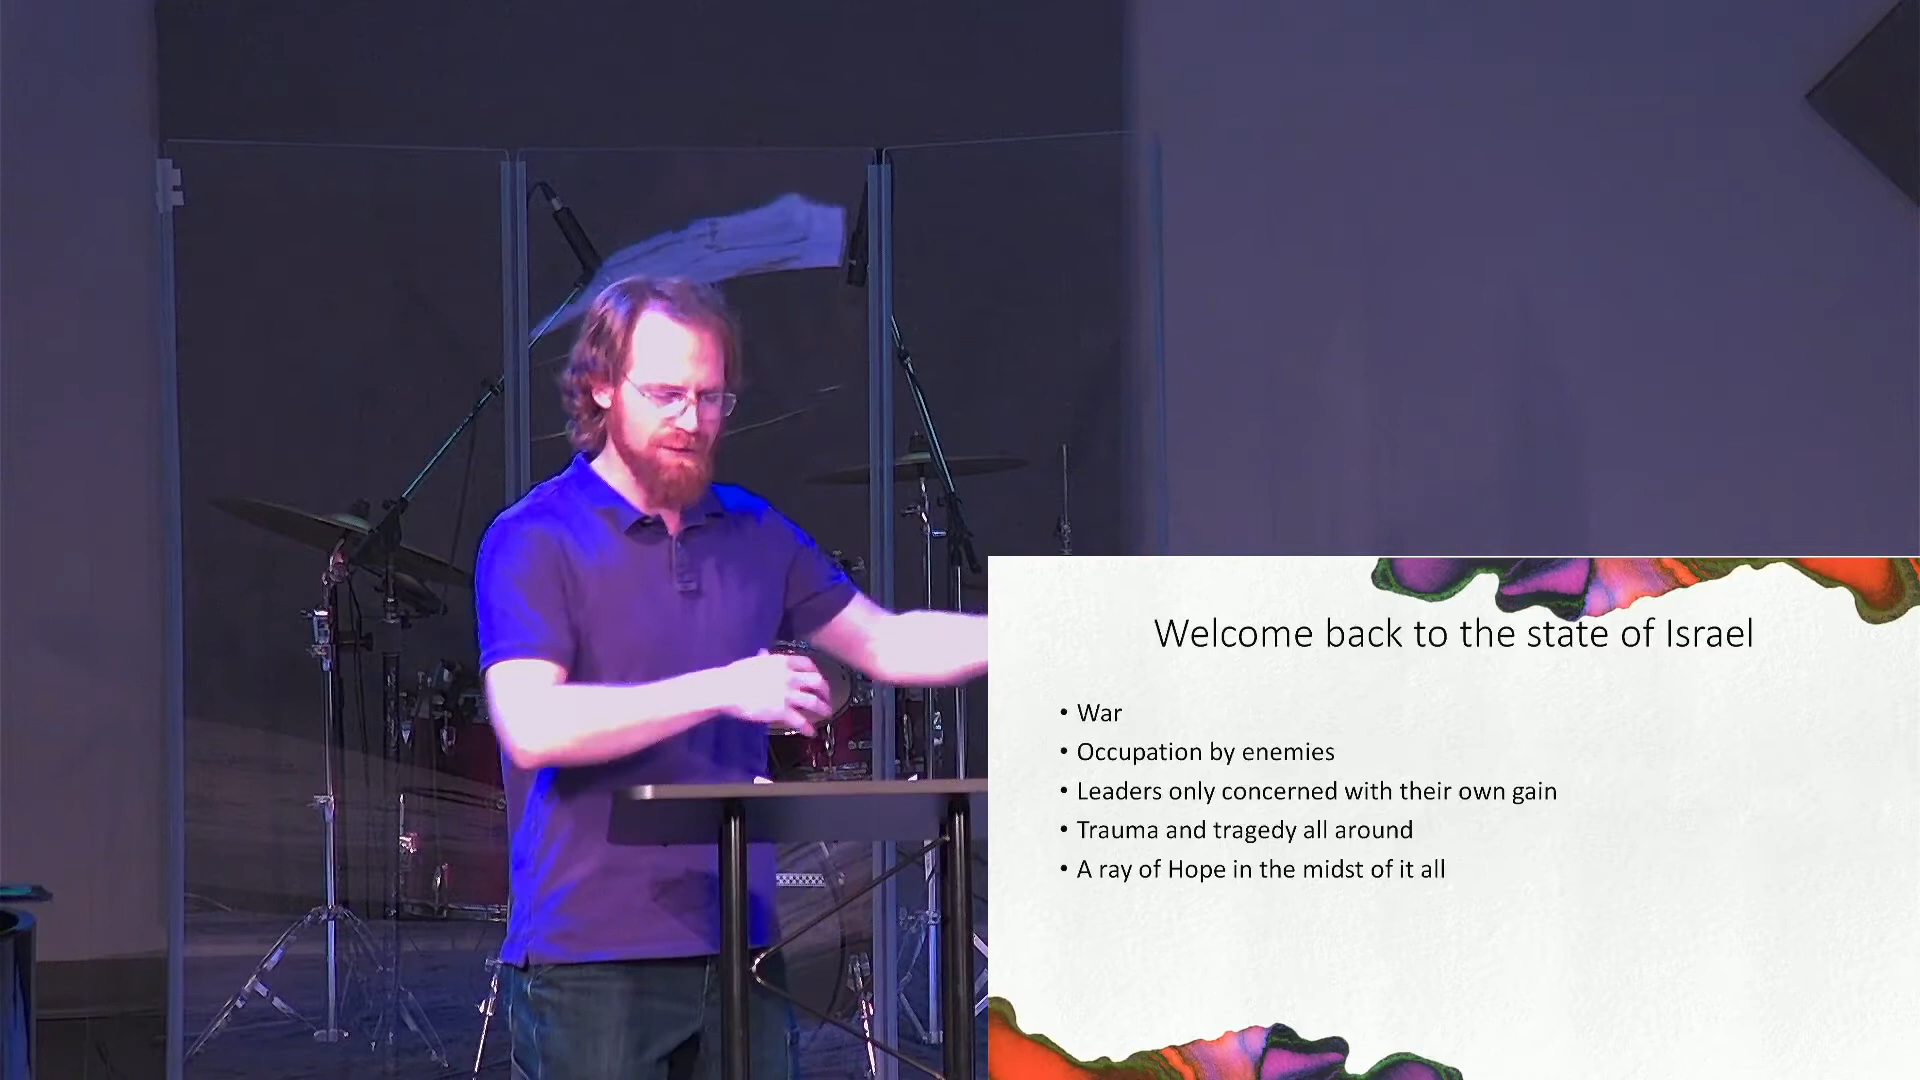 Welcome back to the state of Israel
• War
• Occupation by enemies
• Leaders only concerned with their own gain
• Trauma and tragedy all around
• A ray of Hope in the midst of it all